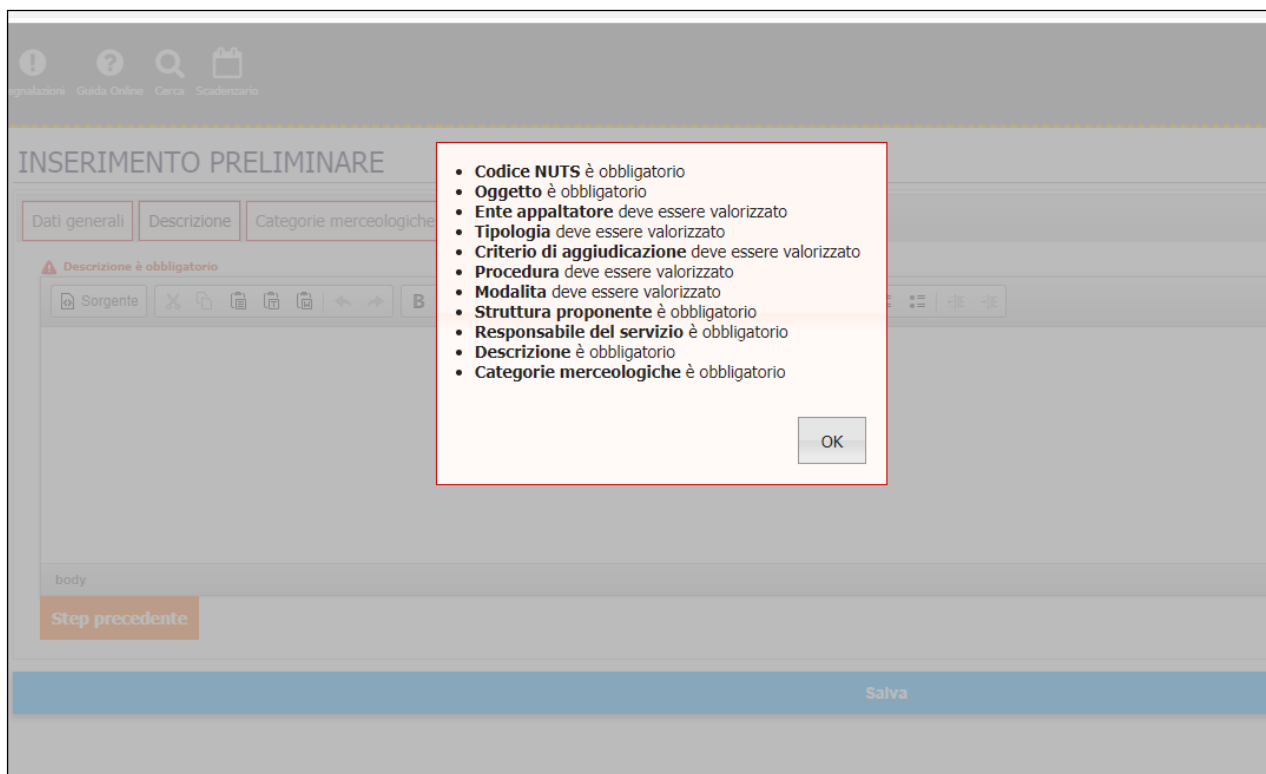 egnalazioni Guida Online Cerca Scadenzario
INSERIMENTO PRELIMINARE
Dati generali Descrizione Categorie merceologiche
Descrizione è obbligatorio
Sorgente B
Codice NUTS è obbligatorio
Oggetto è obbligatorio
Ente appaltatore deve essere valorizzato
Tipologia deve essere valorizzato
Criterio di aggiudicazione deve essere valorizzato
Procedura deve essere valorizzato
Modalita deve essere valorizzato
Struttura proponente è obbligatorio
Responsabile del servizio è obbligatorio
Descrizione è obbligatorio
Categorie merceologiche è obbligatorio
OK
body
Step precedente
Salva